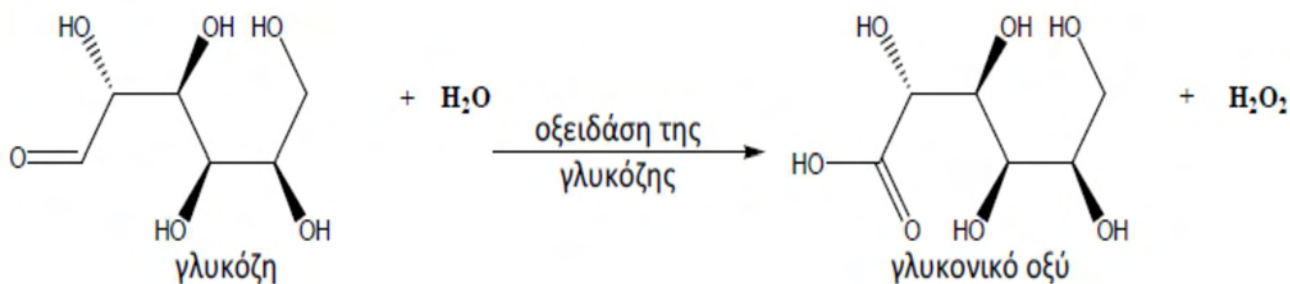 HO OH HO
O
HO OH
γλυκόζη
+ H₂O
οξειδάση της
γλυκόζης
HO OH HO
HO
O HO OH
γλυκονικό οξύ
+ H₂O₂